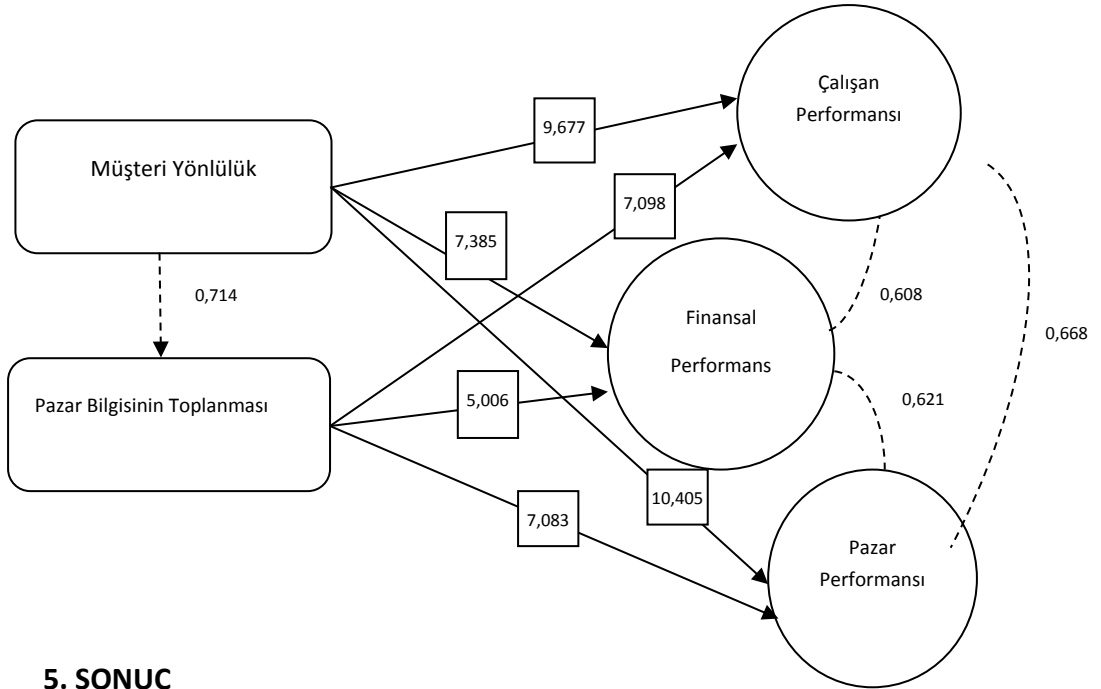 Çalışan
Performansı
9,677
Müşteri Yönlülük
7,098
7,385
0,714
0,608
Finansal
Performans
0,668
Pazar Bilgisinin Toplanması
5,006
0,621
10,405
7,083
Pazar
Performansı
5. SONUÇ